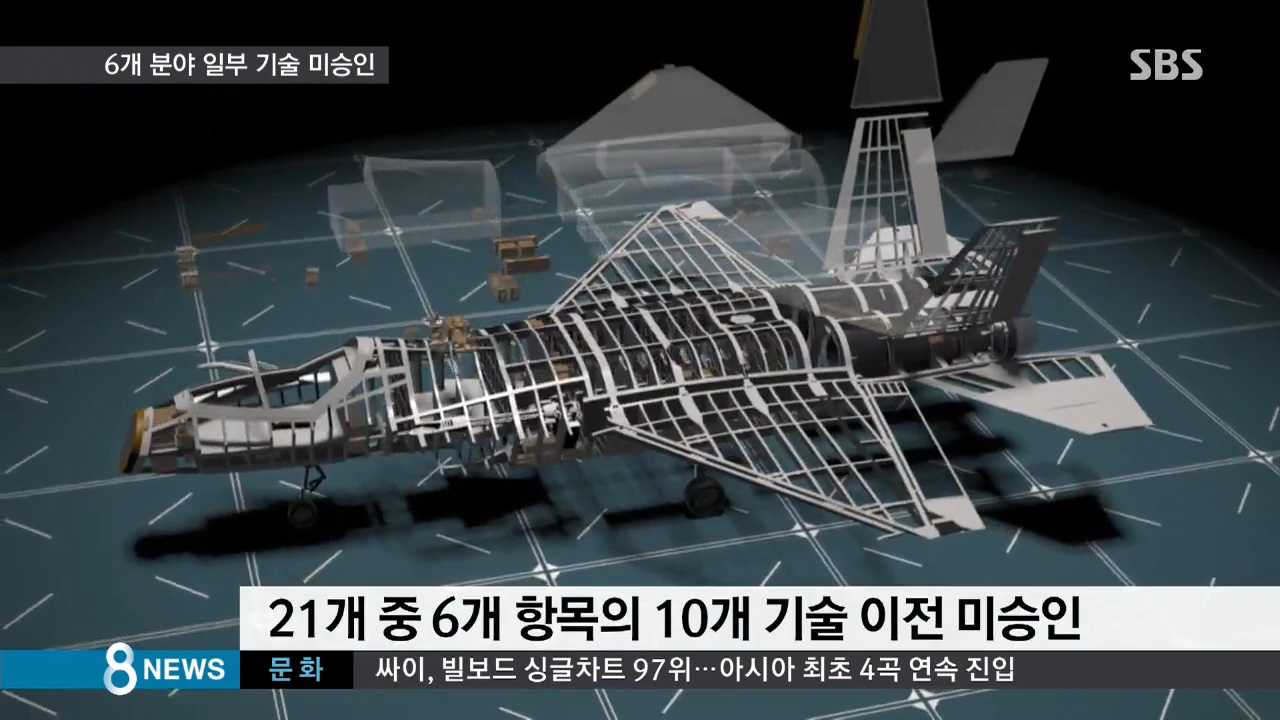 6개 분야 일부 기술 미승인
SBS
21개 중 6개 항목의 10개 기술 이전 미승인
8 NEWS
문화
싸이, 빌보드 싱글차트 97위…아시아 최초 4곡 연속 진입